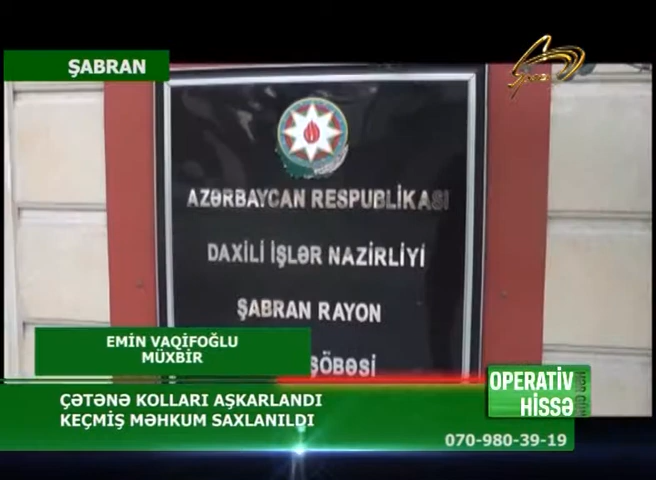 ŞABRAN
AZƏRBAYCAN RESPUBLİKASI
DAXİLİ İŞLƏR NAZİRLİYİ
ŞABRAN RAYON
ŞÖBƏSİ
EMİN VAQİFOĞLU
MÜXBİR
ÇƏTƏNƏ KOLLARI AŞKARLANDI
KEÇMİŞ MƏHKUM SAXLANILDI
OPERATİV
HİSSƏ
070-980-39-19